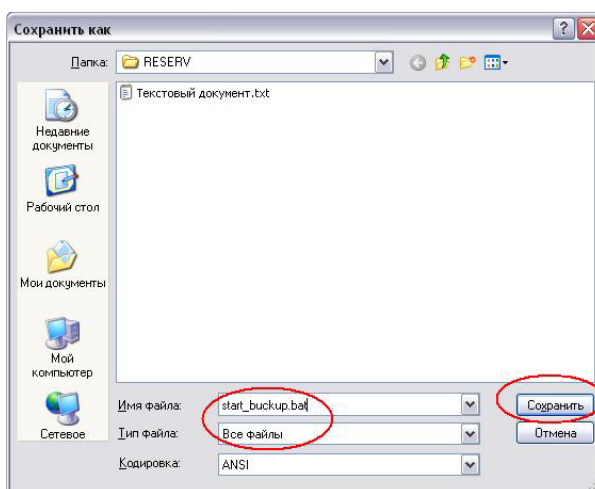 Сохранить как
Папка: RESERV
Текстовый документ.txt
Недавние
документы
Рабочий стол
Мои документы
Мой
компьютер
Сетевое
Имя файла: start_buckup.bat
Сохранить
Тип файла: Все файлы
Отмена
Кодировка: ANSI